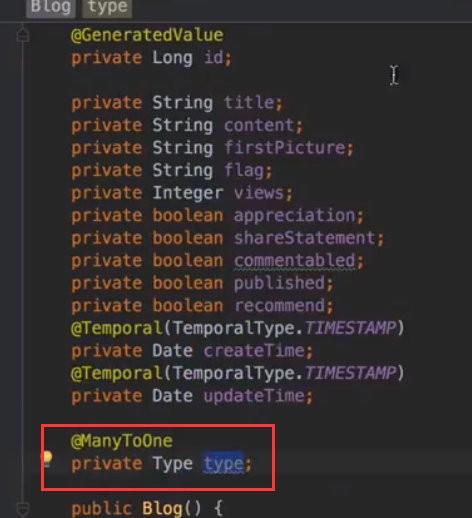 Blog type
@GeneratedValue
private Long id;
private String title;
private String content;
private String firstPicture;
private String flag;
private Integer views;
private boolean appreciation;
private boolean shareStatement;
private boolean commentabled;
private boolean published;
private boolean recommend;
@Temporal(TemporalType.TIMESTAMP)
private Date createTime;
@Temporal(TemporalType.TIMESTAMP)
private Date updateTime;
@ManyToOne
private Type type;
public Blog() {